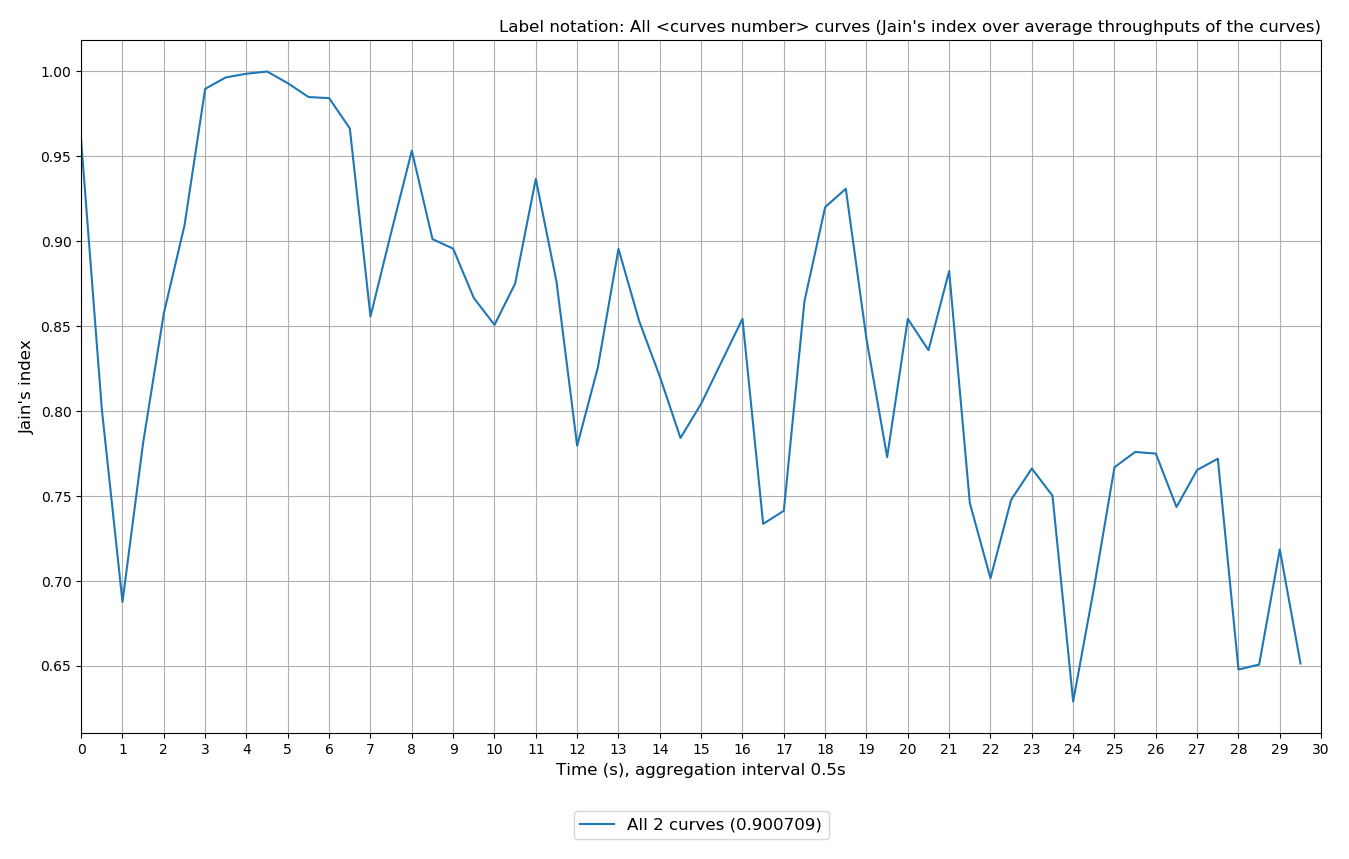 Label notation: All <curves number> curves (Jain's index over average throughputs of the curves)
1.00
0.95
0.90
0.85
0.80
0.75
0.70
0.65
Jain's index
0 1 2 3 4 5 6 7 8 9 10 11 12 13 14 15 16 17 18 19 20 21 22 23 24 25 26 27 28 29 30
Time (s), aggregation interval 0.5s
All 2 curves (0.900709)